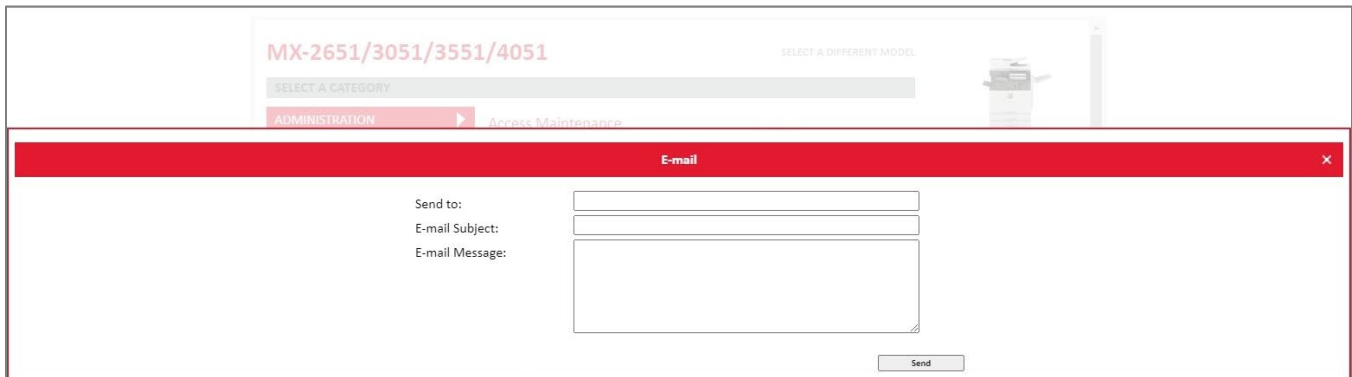 MX-2651/3051/3551/4051
SELECT A DIFFERENT MODEL
SELECT A CATEGORY
ADMINISTRATION
Access Maintenance
E-mail ×
Send to:
E-mail Subject:
E-mail Message:
Send